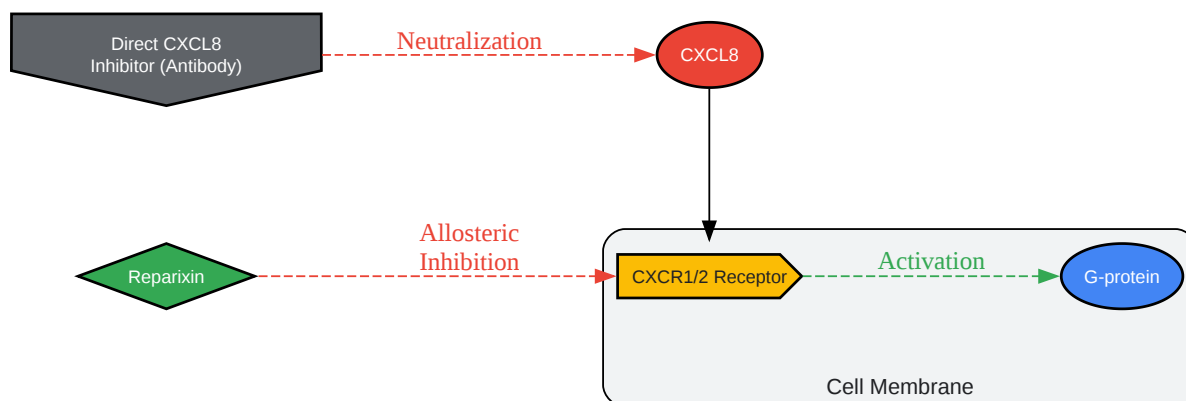 Direct CXCL8
Inhibitor (Antibody)
Neutralization
CXCL8
Reparixin
Allosteric
Inhibition
CXCR1/2 Receptor
Activation
G-protein
Cell Membrane